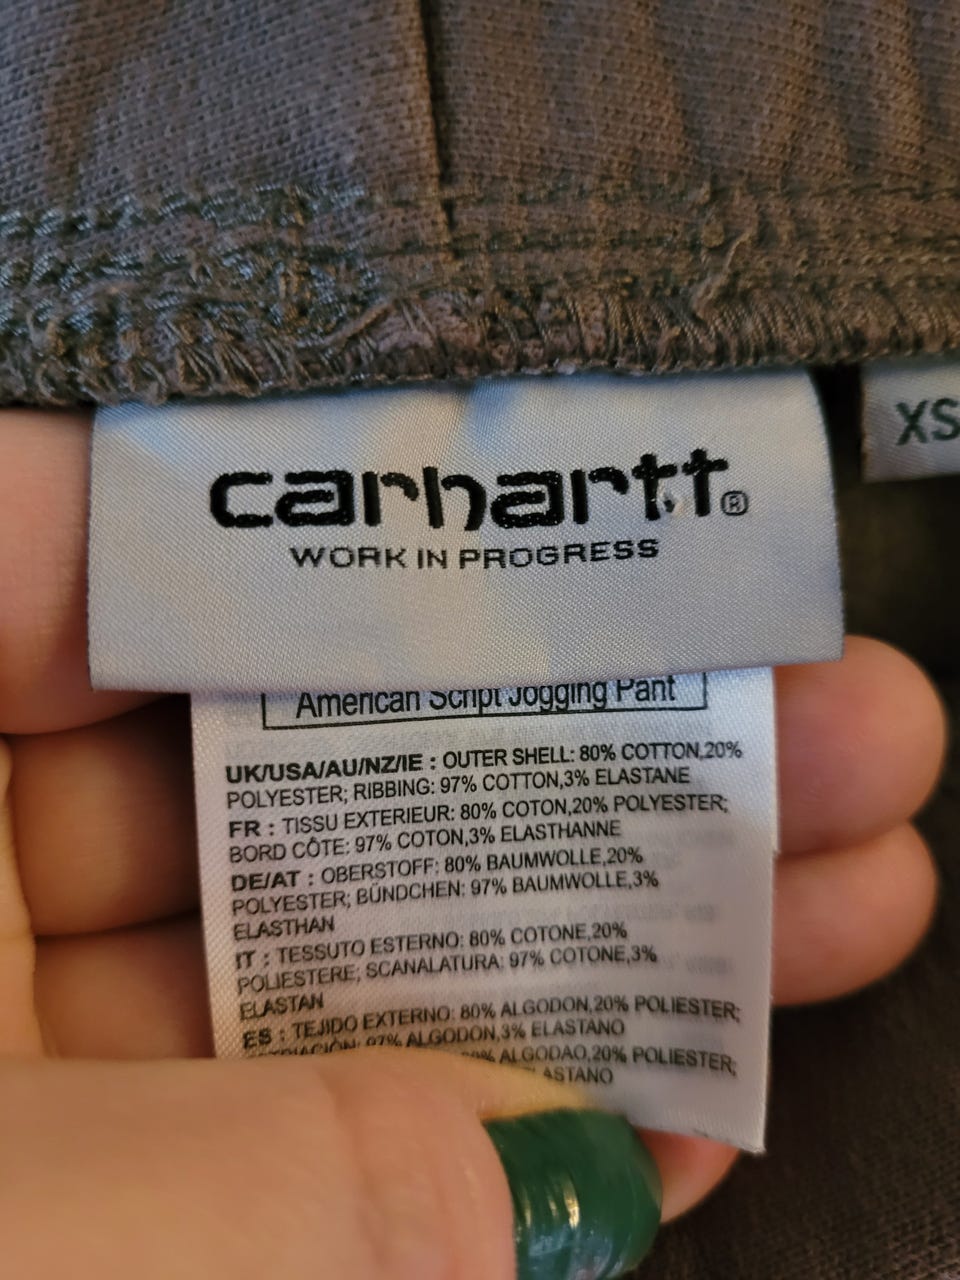 XS
carhartt®
WORK IN PROGRESS
American Script Jogging Pant
UK/USA/AU/NZ/IE : OUTER SHELL: 80% COTTON,20%
POLYESTER; RIBBING: 97% COTTON,3% ELASTANE
FR : TISSU EXTERIEUR: 80% COTON,20% POLYESTER;
BORD CÔTE: 97% COTON,3% ELASTHANNE
DE/AT : OBERSTOFF: 80% BAUMWOLLE,20%
POLYESTER; BÜNDCHEN: 97% BAUMWOLLE,3%
ELASTHAN
IT : TESSUTO ESTERNO: 80% COTONE,20%
POLIESTERE; SCANALATURA: 97% COTONE,3%
ELASTAN
ES : TEJIDO EXTERNO: 80% ALGODON,20% POLIESTER;
97% ALGODON,3% ELASTANO
ALGODAO,20% POLIESTER;